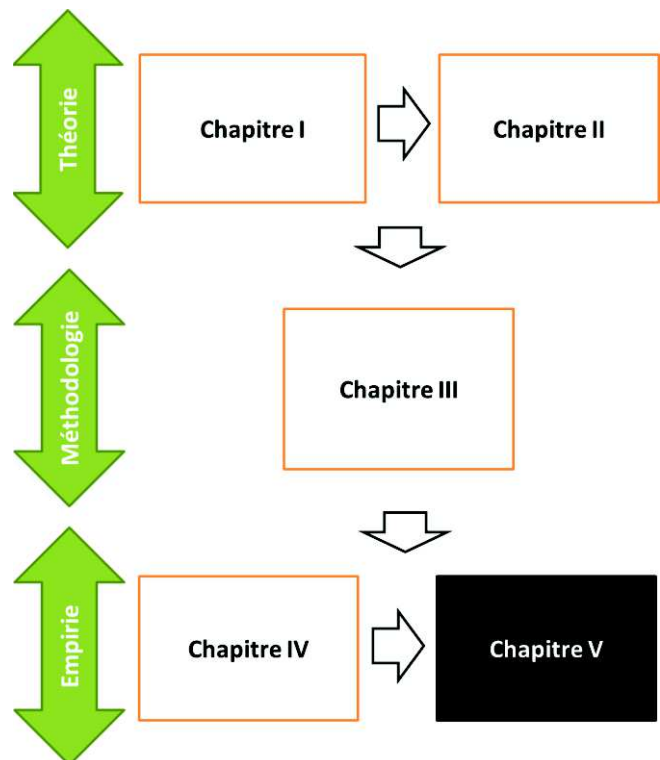 Théorie
Chapitre I
Chapitre II
Méthodologie
Chapitre III
Empirie
Chapitre IV
Chapitre V